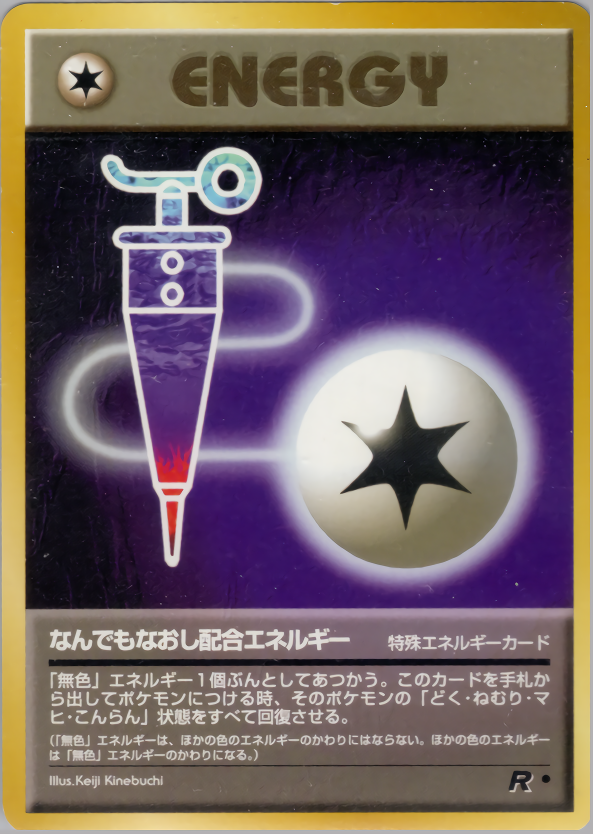 ENERGY
なんでもなおし配合エネルギー 特殊エネルギーカード
「無色」エネルギー1個ぶんとしてあつかう。このカードを手札か
ら出してポケモンにつける時、そのポケモンの「どく・ねむり・マ
ヒ・こんらん」状態をすべて回復させる。
(「無色」エネルギーは、ほかの色のエネルギーのかわりにはならない。ほかの色のエネルギー
は「無色」エネルギーのかわりになる。)
Illus.Keiji Kinebuchi R ●